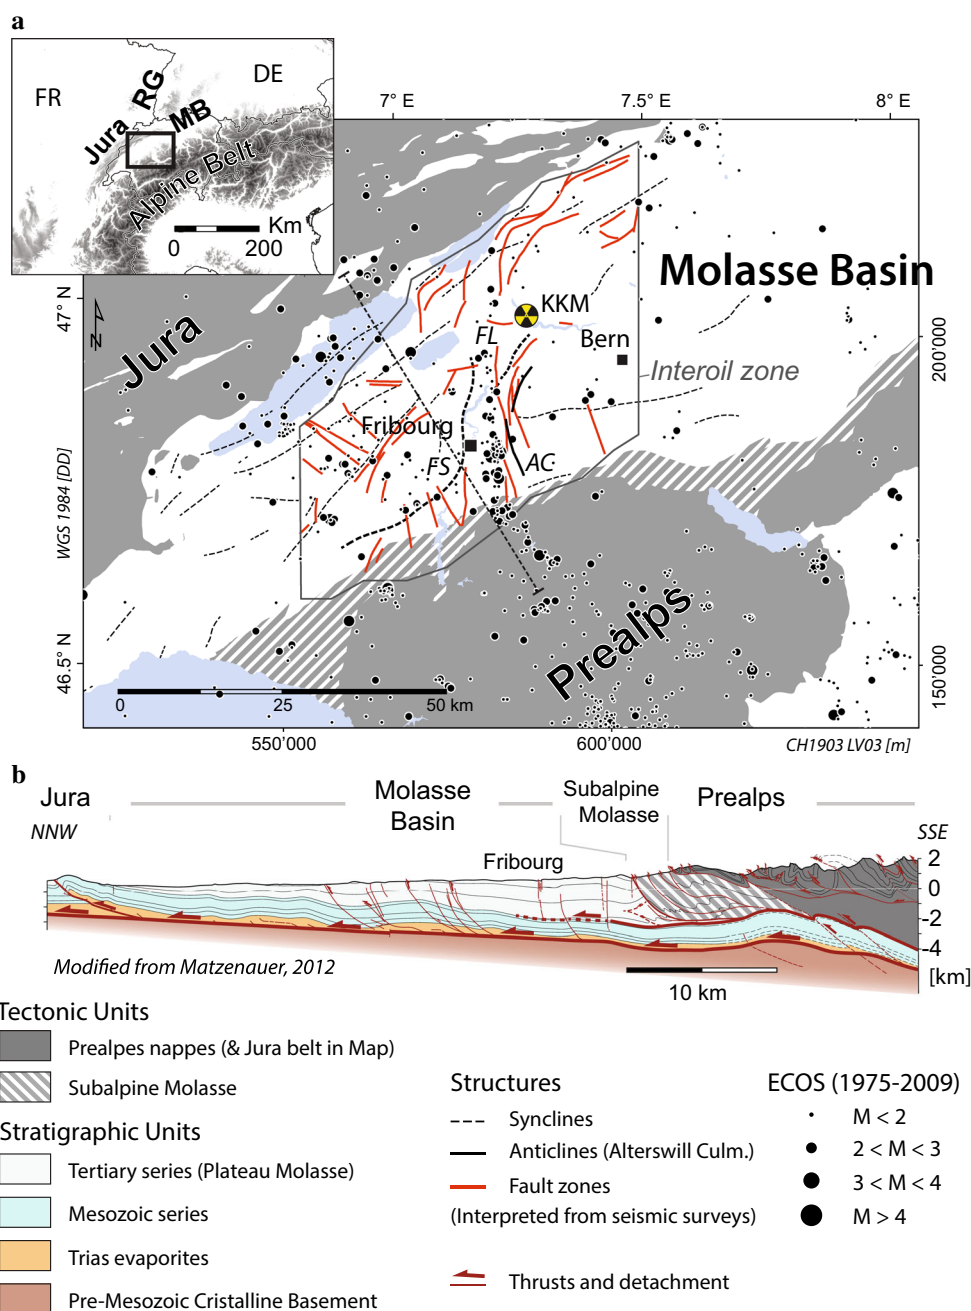 a
FR
DE
RG
MB
Jura
Alpine Belt
Km
0
200
7° E
7.5° E
8° E
47° N
46.5° N
N
WGS 1984 [DD]
Molasse Basin
Jura
KKM
FL
Bern
Interoil zone
Fribourg
FS
AC
Prealps
200'000
150'000
0
25
50 km
550'000
600'000
CH1903 LV03 [m]
b
Jura
Molasse
Basin
Subalpine
Molasse
Prealps
NNW
SSE
Fribourg
2
0
-2
-4
[km]
Modified from Matzenauer, 2012
10 km
Tectonic Units
Prealpes nappes (& Jura belt in Map)
Subalpine Molasse
Stratigraphic Units
Tertiary series (Plateau Molasse)
Mesozoic series
Trias evaporites
Pre-Mesozoic Cristalline Basement
Structures
Synclines
Anticlines (Alterswill Culm.)
Fault zones
(Interpreted from seismic surveys)
Thrusts and detachment
ECOS (1975-2009)
M < 2
2 < M < 3
3 < M < 4
M > 4